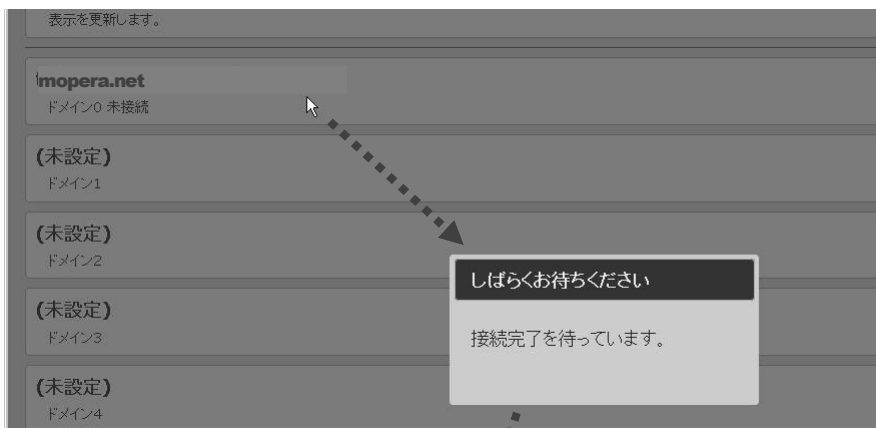 表示を更新します。
mopera.net
ドメイン0 未接続
(未設定)
ドメイン1
(未設定)
ドメイン2
(未設定)
ドメイン3
(未設定)
ドメイン4
しばらくお待ちください
接続完了を待っています。